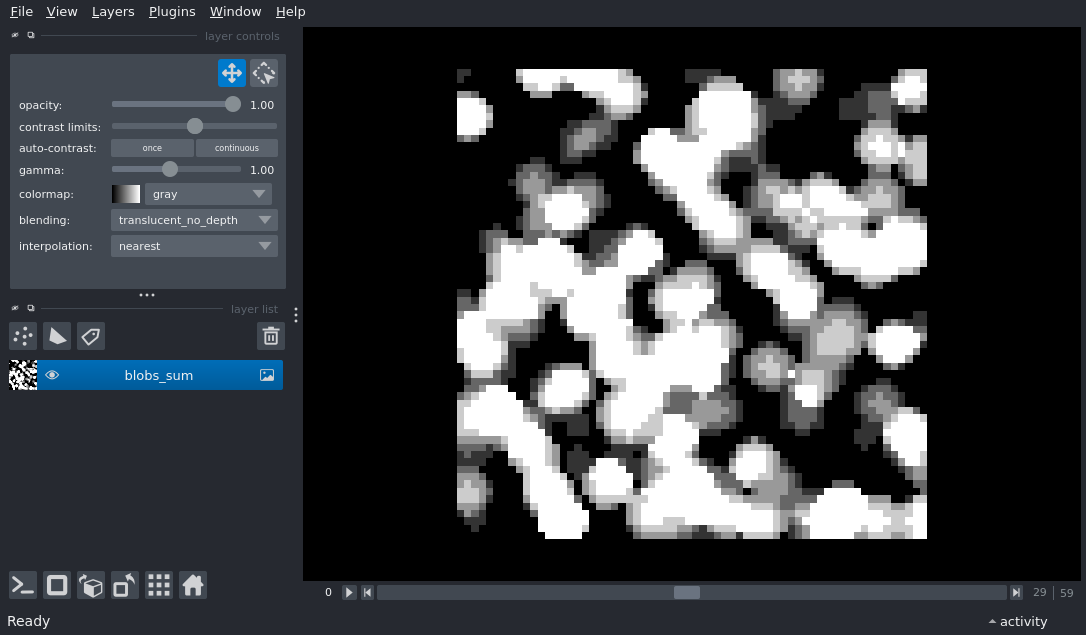 File View Layers Plugins Window Help
layer controls
opacity: 1.00
contrast limits:
auto-contrast: once continuous
gamma: 1.00
colormap: gray
blending: translucent_no_depth
interpolation: nearest
layer list
blobs_sum
0 29 59
Ready activity